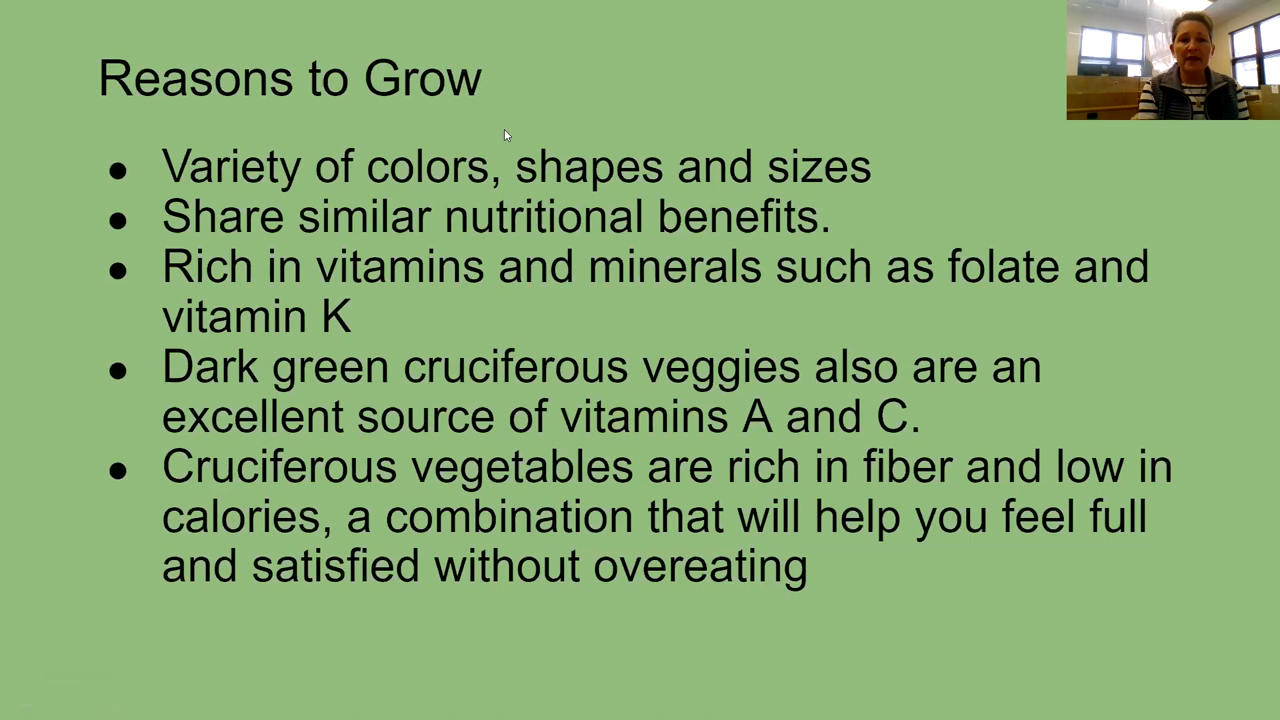 Reasons to Grow
● Variety of colors, shapes and sizes
● Share similar nutritional benefits.
● Rich in vitamins and minerals such as folate and
vitamin K
● Dark green cruciferous veggies also are an
excellent source of vitamins A and C.
● Cruciferous vegetables are rich in fiber and low in
calories, a combination that will help you feel full
and satisfied without overeating